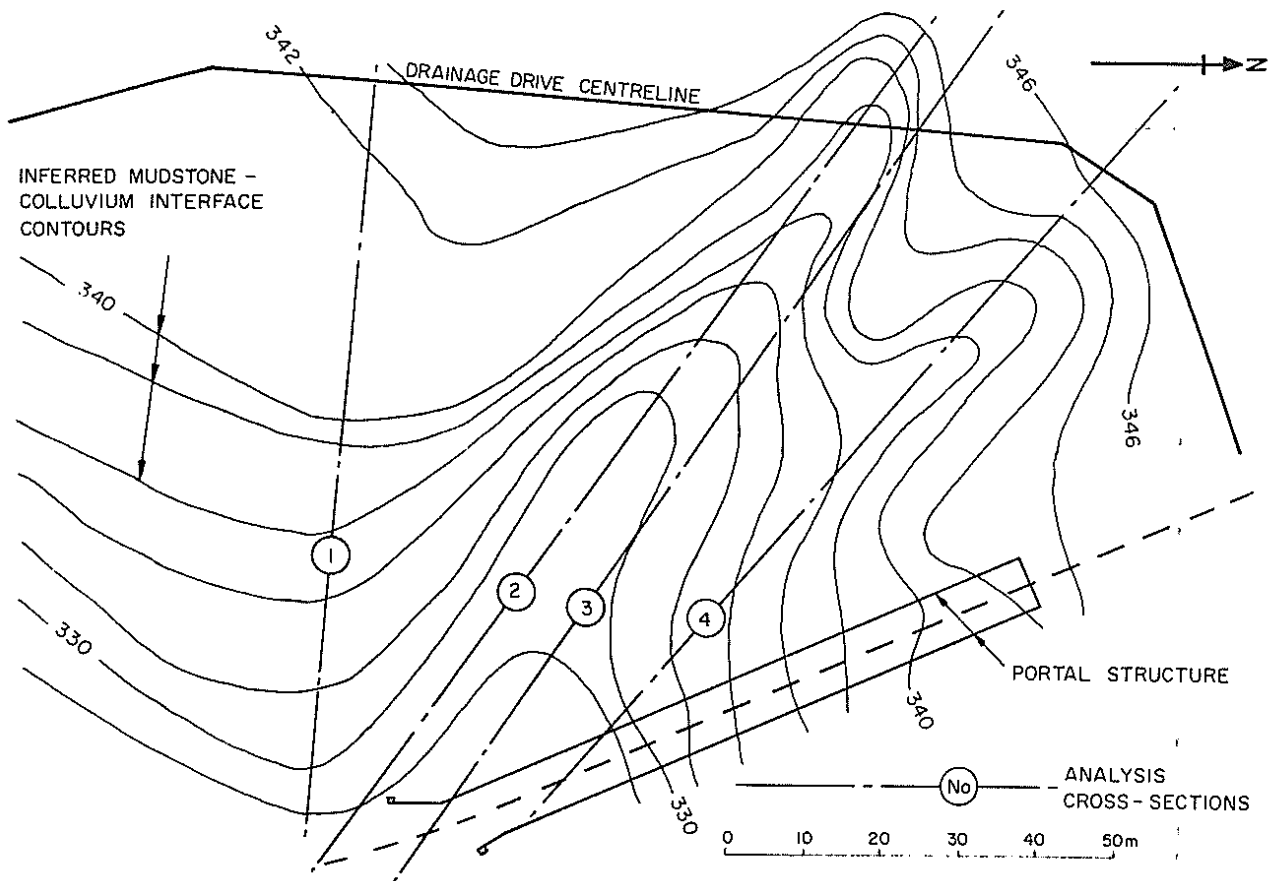 342
DRAINAGE DRIVE CENTRELINE
346
N
INFERRED MUDSTONE –
COLLUVIUM INTERFACE
CONTOURS
340
346
1
2
3
4
330
PORTAL STRUCTURE
340
330
No
ANALYSIS
CROSS-SECTIONS
0 10 20 30 40 50m